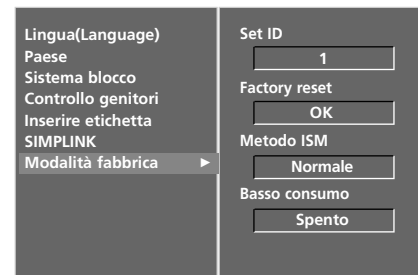 Lingua(Language)
Paese
Sistema blocco
Controllo genitori
Inserire etichetta
SIMPLINK
Modalità fabbrica ►
Set ID
1
Factory reset
OK
Metodo ISM
Normale
Basso consumo
Spento